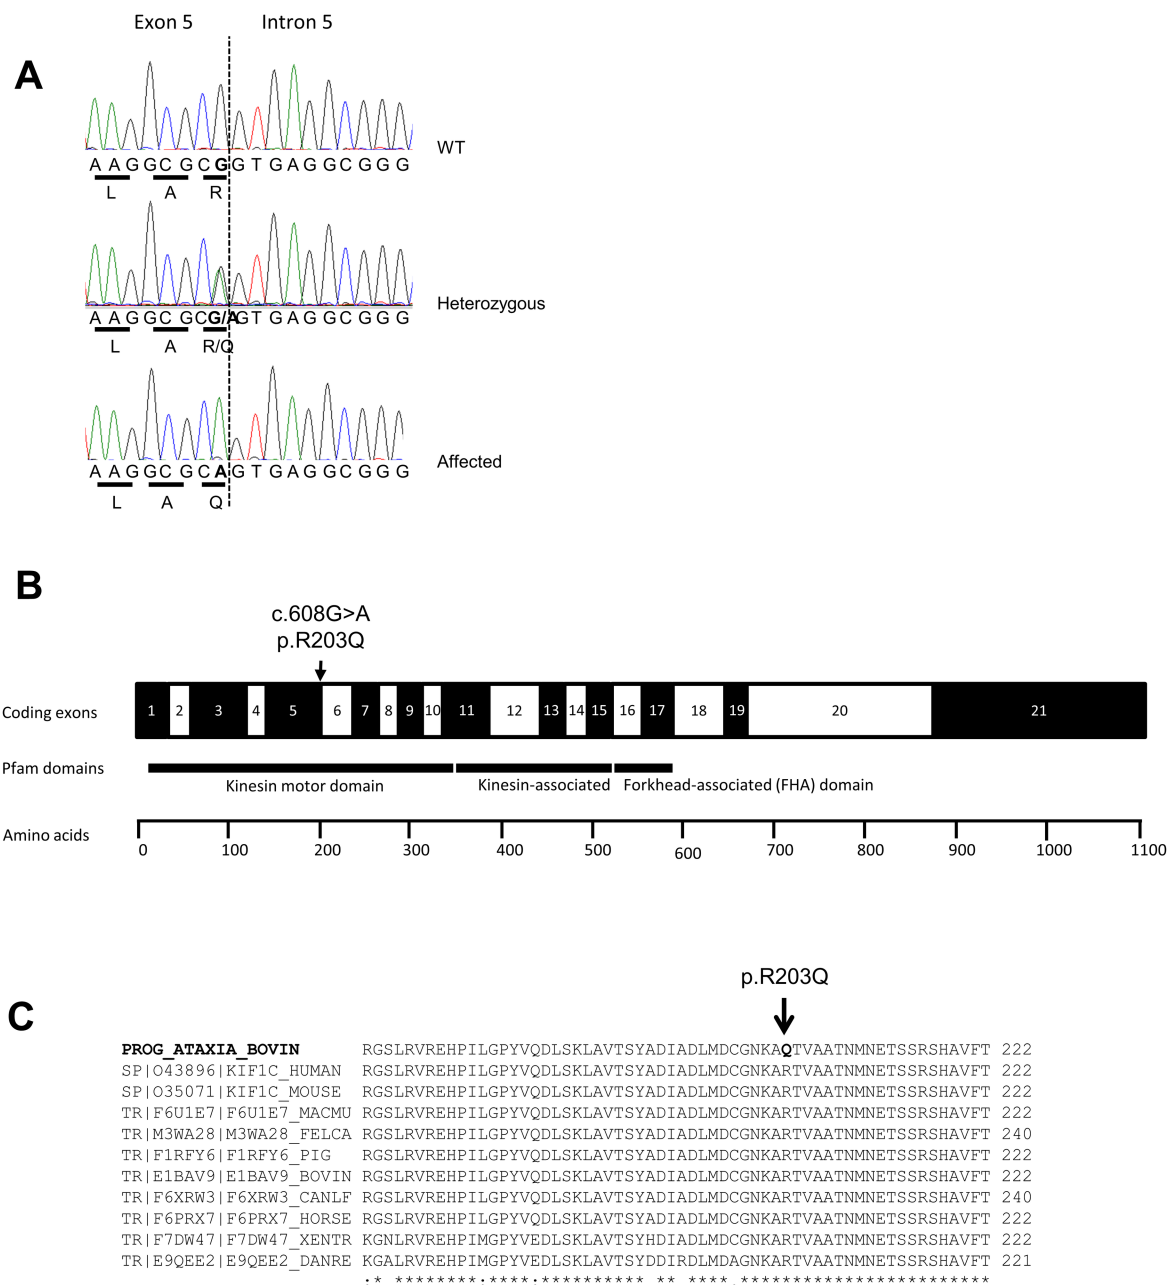 Exon 5 Intron 5
A
WT
A A G G C G C G G T G A G G C G G G
L A R
Heterozygous
A A G G C G C G/A G T G A G G C G G G
L A R/Q
Affected
A A G G C G C A G T G A G G C G G G
L A Q
B
c.608G>A
p.R203Q
Coding exons 1 2 3 4 5 6 7 8 9 10 11 12 13 14 15 16 17 18 19 20 21
Pfam domains
Kinesin motor domain Kinesin-associated Forkhead-associated (FHA) domain
Amino acids
0 100 200 300 400 500 600 700 800 900 1000 1100
p.R203Q
C
PROG_ATAXIA_BOVIN RGSLRVREHPILGPYVQDLSKLAVTSYADIADLMDCGNKAQTVAATNMNETSSRSHAVFT 222
SP|O43896|KIF1C_HUMAN RGSLRVREHPILGPYVQDLSKLAVTSYADIADLMDCGNKARTVAATNMNETSSRSHAVFT 222
SP|O35071|KIF1C_MOUSE RGSLRVREHPILGPYVQDLSKLAVTSYADIADLMDCGNKARTVAATNMNETSSRSHAVFT 222
TR|F6U1E7|F6U1E7_MACMU RGSLRVREHPILGPYVQDLSKLAVTSYADIADLMDCGNKARTVAATNMNETSSRSHAVFT 222
TR|M3WA28|M3WA28_FELCA RGSLRVREHPILGPYVQDLSKLAVTSYADIADLMDCGNKARTVAATNMNETSSRSHAVFT 240
TR|F1RFY6|F1RFY6_PIG RGSLRVREHPILGPYVQDLSKLAVTSYADIADLMDCGNKARTVAATNMNETSSRSHAVFT 222
TR|E1BAV9|E1BAV9_BOVIN RGSLRVREHPILGPYVQDLSKLAVTSYADIADLMDCGNKARTVAATNMNETSSRSHAVFT 222
TR|F6XRW3|F6XRW3_CANLF RGSLRVREHPILGPYVQDLSKLAVTSYADIADLMDCGNKARTVAATNMNETSSRSHAVFT 240
TR|F6PRX7|F6PRX7_HORSE RGSLRVREHPILGPYVQDLSKLAVTSYADIADLMDCGNKARTVAATNMNETSSRSHAVFT 222
TR|F7DW47|F7DW47_XENTR KGNLRVREHPIMGPYVEDLSKLAVTSYHDIADLMDCGNKARTVAATNMNETSSRSHAVFT 222
TR|E9QEE2|E9QEE2_DANRE KGALRVREHPIMGPYVEDLSKLAVTSYDDIRDLMDAGNKARTVAATNMNETSSRSHAVFT 221
:* ********:****:********** ** ****.************************